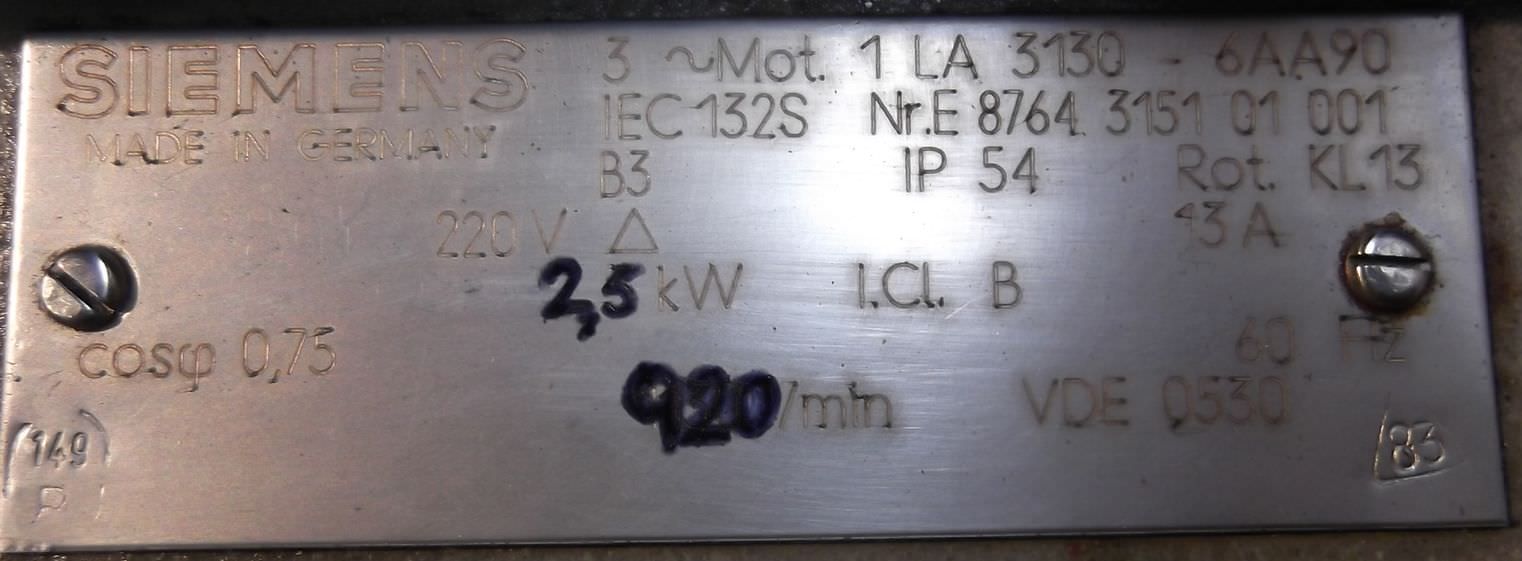 SIEMENS
MADE IN GERMANY
3 ~Mot. 1 LA 3130 - 6AA90
IEC 132S Nr.E 8764 3151 01 001
B3 IP 54 Rot. KL13
220 V △ 13 A
2,5 kW I.Cl. B
cosφ 0,75 60 Hz
920/min VDE 0530
149
83